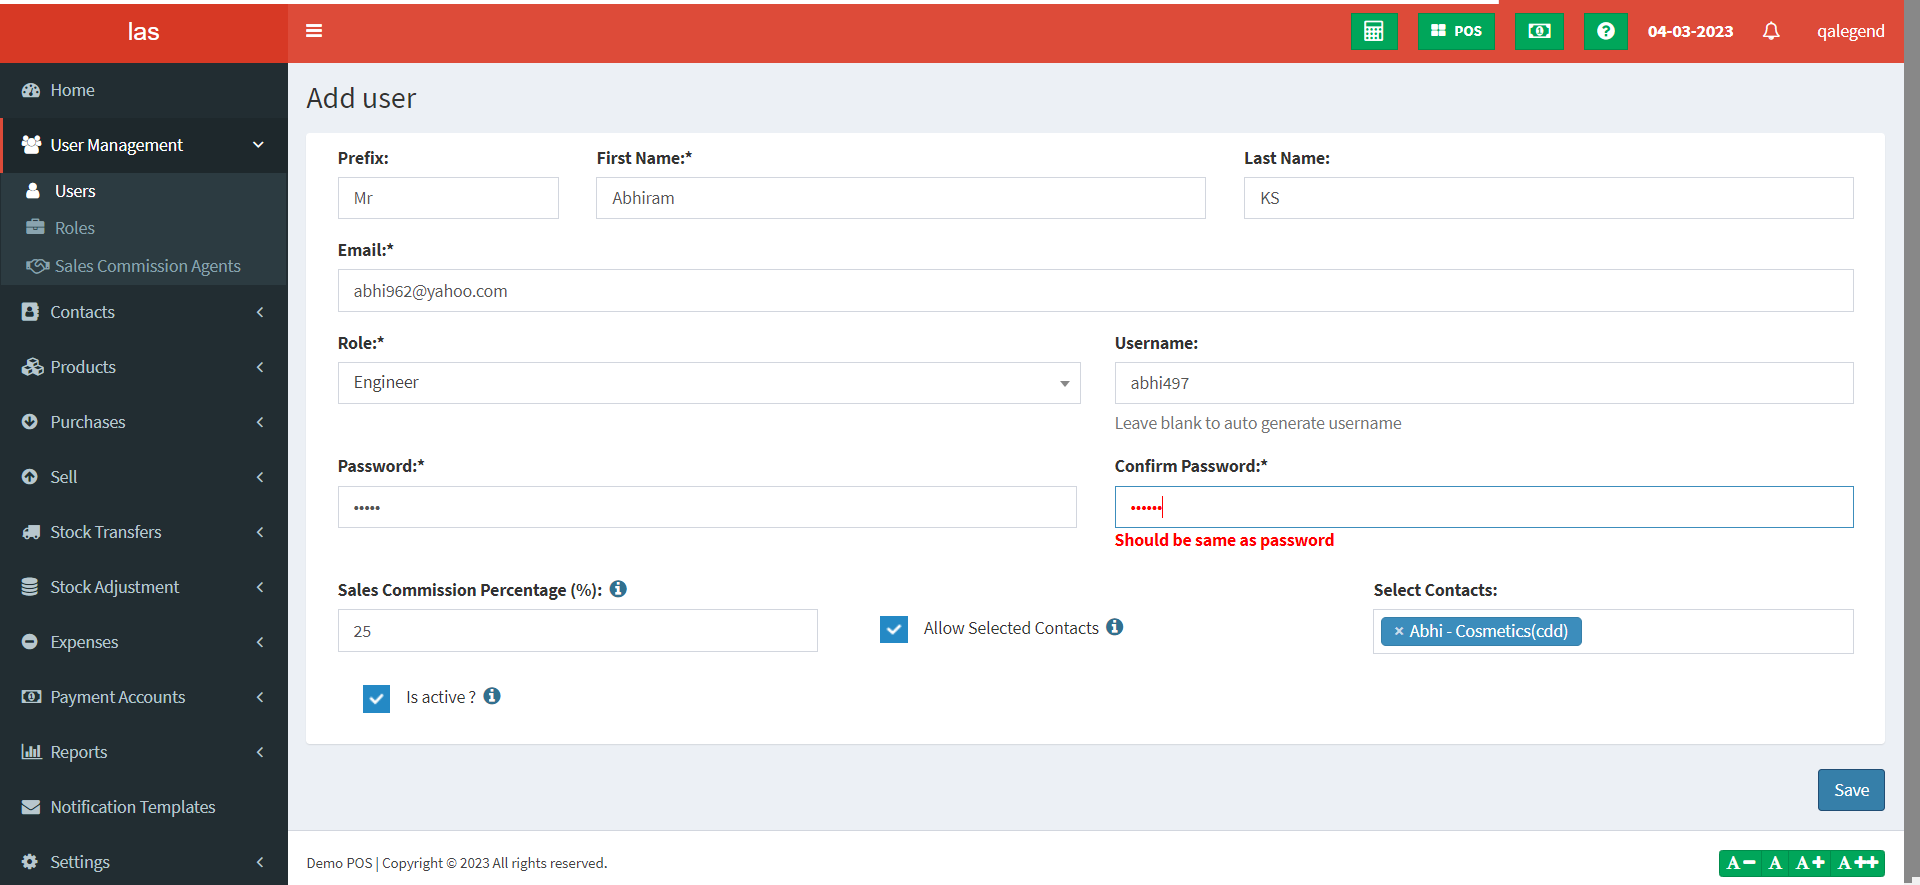 las
POS
04-03-2023
qalegend
Home
User Management
Users
Roles
Sales Commission Agents
Contacts
Products
Purchases
Sell
Stock Transfers
Stock Adjustment
Expenses
Payment Accounts
Reports
Notification Templates
Settings
Add user
Prefix:
First Name:*
Last Name:
Mr
Abhiram
KS
Email:*
abhi962@yahoo.com
Role:*
Username:
Engineer
abhi497
Leave blank to auto generate username
Password:*
Confirm Password:*
•••••
••••••
Should be same as password
Sales Commission Percentage (%):
Select Contacts:
25
Allow Selected Contacts
× Abhi - Cosmetics(cdd)
Is active ?
Save
Demo POS | Copyright © 2023 All rights reserved.
A- A A+ A++